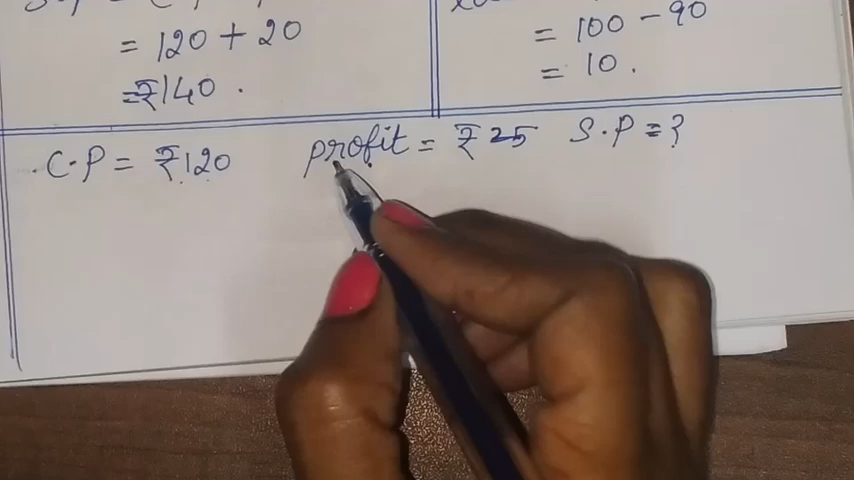 = 120 + 20
= ₹140 .
= 100 - 90
= 10 .
C.P = ₹120 profit = ₹25 S.P = ?